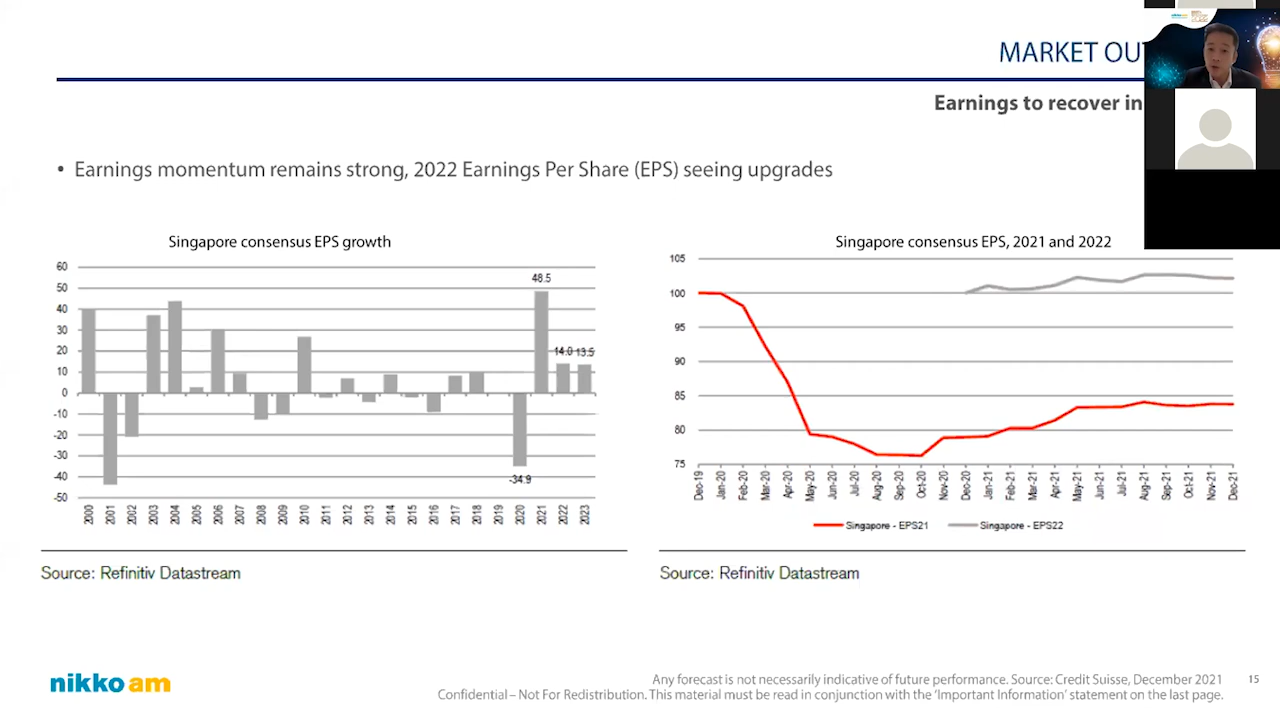 MARKET OU
Earnings to recover in
• Earnings momentum remains strong, 2022 Earnings Per Share (EPS) seeing upgrades
Singapore consensus EPS growth
60
50
40
30
20
10
0
-10
-20
-30
-40
-50
48.5
14.0 13.5
-34.9
2000 2001 2002 2003 2004 2005 2006 2007 2008 2009 2010 2011 2012 2013 2014 2015 2016 2017 2018 2019 2020 2021 2022 2023
Source: Refinitiv Datastream
Singapore consensus EPS, 2021 and 2022
105
100
95
90
85
80
75
Dec-19 Jan-20 Feb-20 Mar-20 Apr-20 May-20 Jun-20 Jul-20 Aug-20 Sep-20 Oct-20 Nov-20 Dec-20 Jan-21 Feb-21 Mar-21 Apr-21 May-21 Jun-21 Jul-21 Aug-21 Sep-21 Oct-21 Nov-21 Dec-21
Singapore - EPS21 Singapore - EPS22
Source: Refinitiv Datastream
nikko am
Any forecast is not necessarily indicative of future performance. Source: Credit Suisse, December 2021
15
Confidential – Not For Redistribution. This material must be read in conjunction with the ‘Important Information’ statement on the last page.